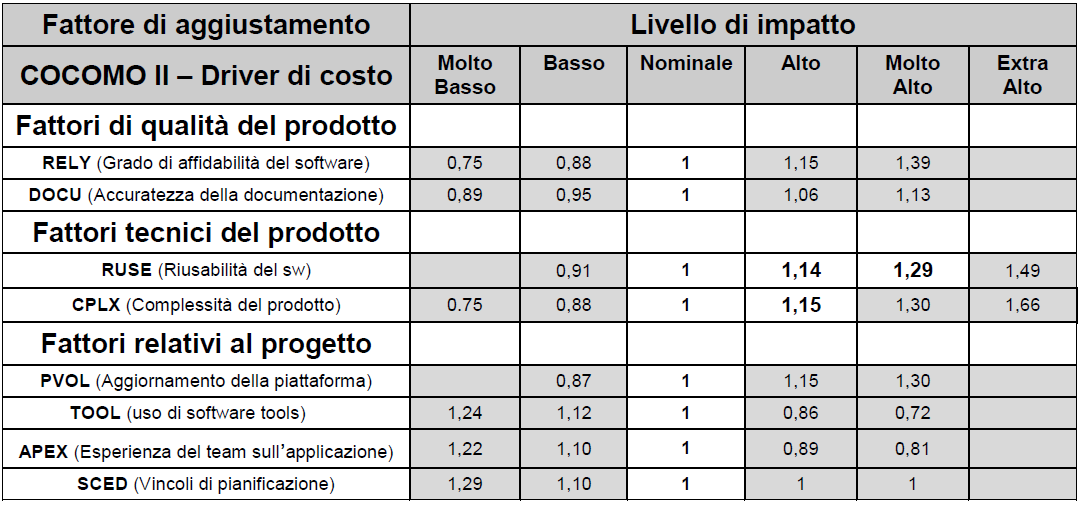 Fattore di aggiustamento Livello di impatto
COCOMO II – Driver di costo Molto Basso Basso Nominale Alto Molto Alto Extra Alto
Fattori di qualità del prodotto
RELY (Grado di affidabilità del software) 0,75 0,88 1 1,15 1,39
DOCU (Accuratezza della documentazione) 0,89 0,95 1 1,06 1,13
Fattori tecnici del prodotto
RUSE (Riusabilità del sw) 0,91 1 1,14 1,29 1,49
CPLX (Complessità del prodotto) 0.75 0,88 1 1,15 1,30 1,66
Fattori relativi al progetto
PVOL (Aggiornamento della piattaforma) 0,87 1 1,15 1,30
TOOL (uso di software tools) 1,24 1,12 1 0,86 0,72
APEX (Esperienza del team sull’applicazione) 1,22 1,10 1 0,89 0,81
SCED (Vincoli di pianificazione) 1,29 1,10 1 1 1